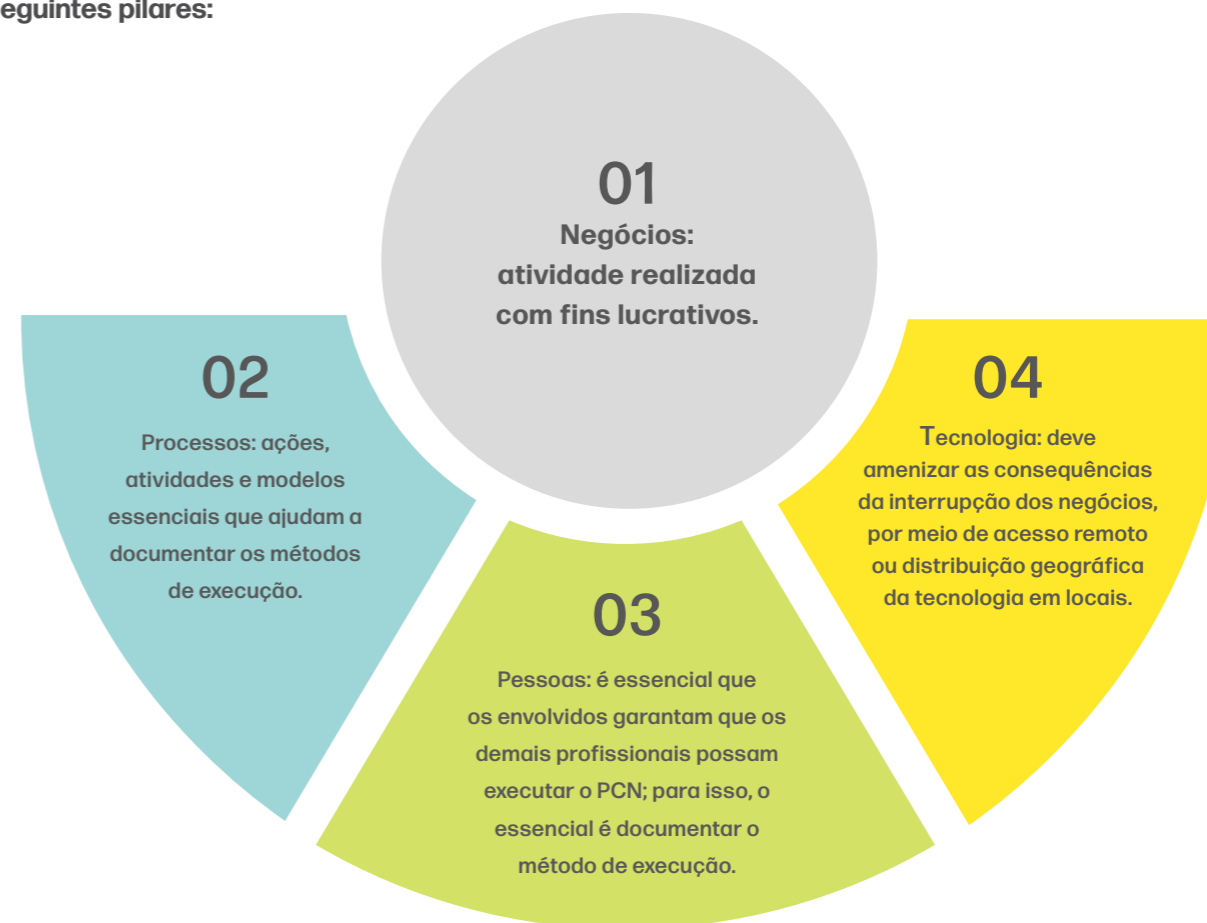 eguintes pilares:
01
Negócios:
atividade realizada
com fins lucrativos.
02
Processos: ações,
atividades e modelos
essenciais que ajudam a
documentar os métodos
de execução.
03
Pessoas: é essencial que
os envolvidos garantam que os
demais profissionais possam
executar o PCN; para isso, o
essencial é documentar o
método de execução.
04
Tecnologia: deve
amenizar as consequências
da interrupção dos negócios,
por meio de acesso remoto
ou distribuição geográfica
da tecnologia em locais.